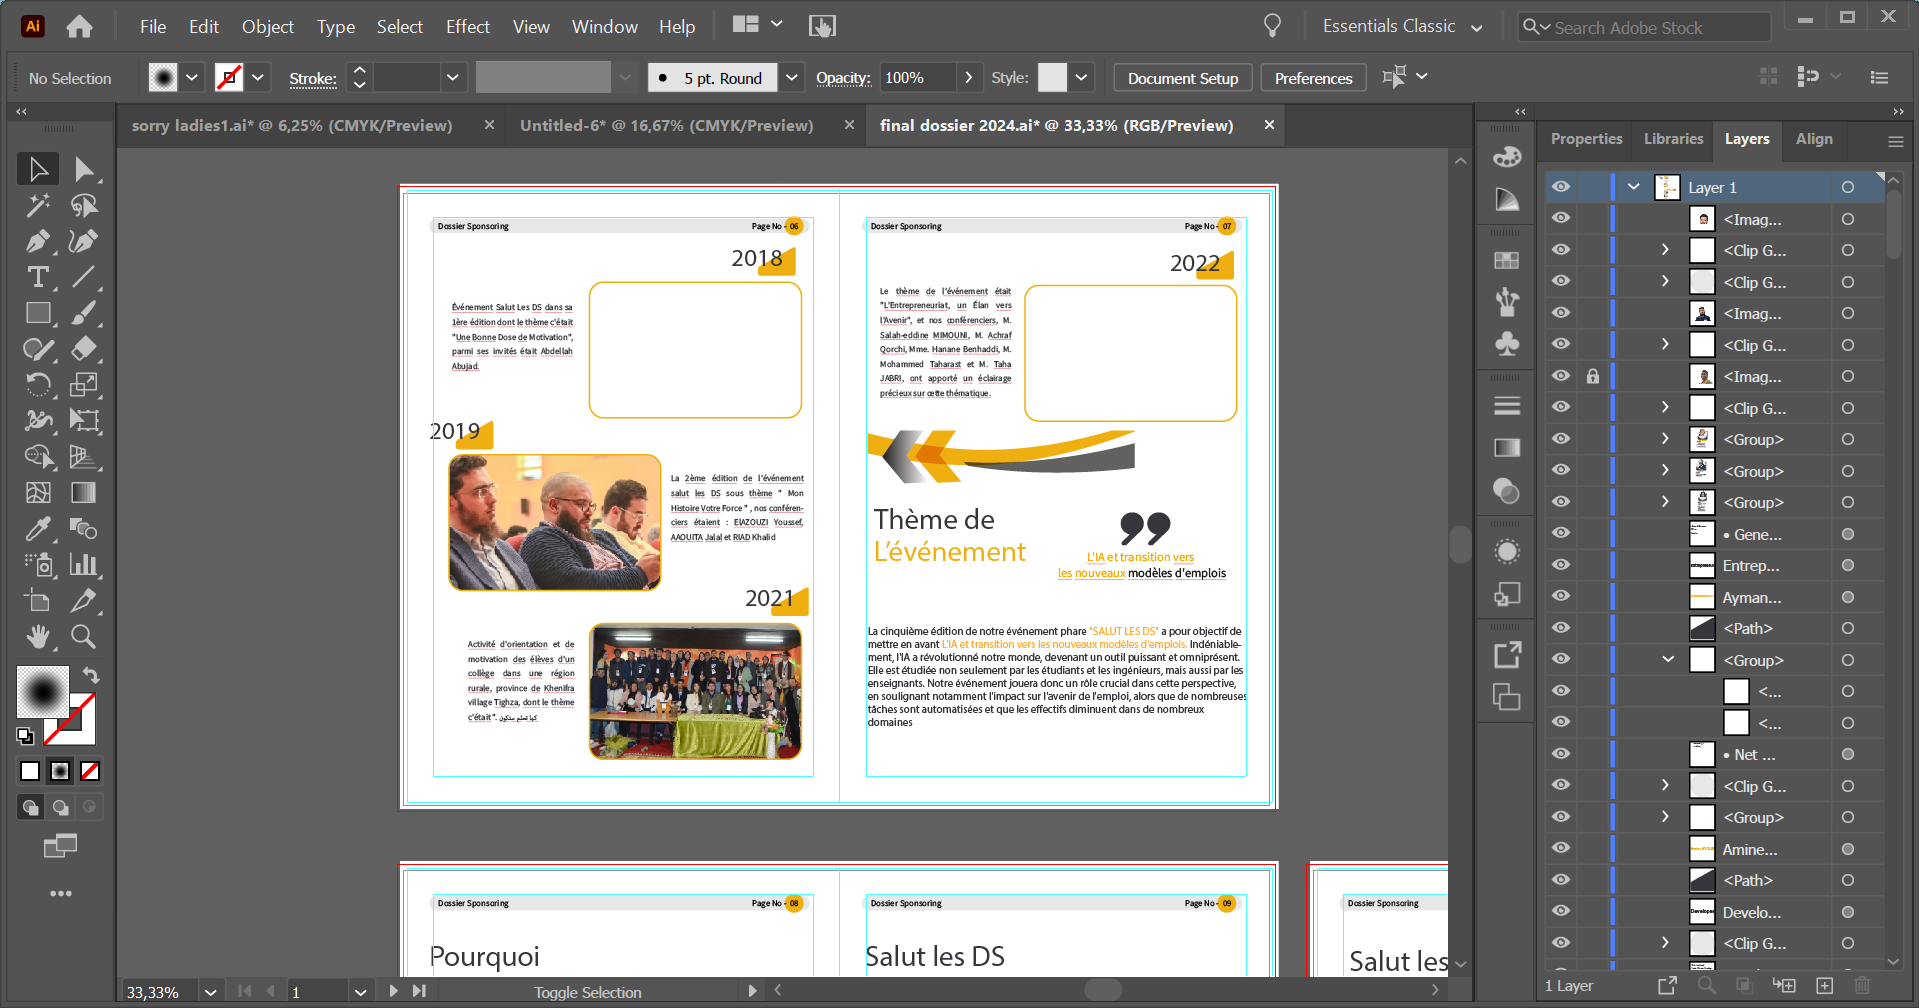 Ai
File Edit Object Type Select Effect View Window Help
Essentials Classic
Search Adobe Stock
No Selection
Stroke:
5 pt. Round
Opacity: 100%
Style:
Document Setup
Preferences
sorry ladies1.ai* @ 6,25% (CMYK/Preview)
Untitled-6* @ 16,67% (CMYK/Preview)
final dossier 2024.ai* @ 33,33% (RGB/Preview)
Dossier Sponsoring
Page No - 06
2018
Événement Salut Les DS dans sa
1ère édition dont le thème c'était
"Une Bonne Dose de Motivation",
parmi ses invités était Abdellah
Abujad.
2019
La 2ème édition de l'événement
salut les DS sous thème " Mon
Histoire Votre Force " , nos conféren-
ciers étaient : ElAZOUZI Youssef,
AAOUITA Jalal et RIAD Khalid
2021
Activité d'orientation et de
motivation des élèves d'un
collège dans une région
rurale, province de Khenifra
village Tighza, dont le thème
c'était".
Dossier Sponsoring
Page No - 07
2022
Le thème de l'événement était
"L'Entrepreneuriat, un Élan vers
l'Avenir", et nos conférenciers, M.
Salah-eddine MIMOUNI, M. Achraf
Qorchi, Mme. Hanane Benhaddi, M.
Mohammed Taharast et M. Taha
JABRI, ont apporté un éclairage
précieux sur cette thématique.
Thème de
L'événement
L'IA et transition vers
les nouveaux modèles d'emplois
La cinquième édition de notre événement phare "SALUT LES DS" a pour objectif de
mettre en avant L'IA et transition vers les nouveaux modèles d'emplois. Indéniable-
ment, l'IA a révolutionné notre monde, devenant un outil puissant et omniprésent.
Elle est étudiée non seulement par les étudiants et les ingénieurs, mais aussi par les
enseignants. Notre événement jouera donc un rôle crucial dans cette perspective,
en soulignant notamment l'impact sur l'avenir de l'emploi, alors que de nombreuses
tâches sont automatisées et que les effectifs diminuent dans de nombreux
domaines
Dossier Sponsoring
Page No - 08
Pourquoi
Dossier Sponsoring
Page No - 09
Salut les DS
Dossier Sponsoring
Salut les
Properties
Libraries
Layers
Align
Layer 1
<Imag...
<Clip G...
<Clip G...
<Imag...
<Clip G...
<Imag...
<Clip G...
<Group>
<Group>
<Group>
• Gene...
Entrep...
Ayman...
<Path>
<Group>
<...
<...
• Net ...
<Clip G...
<Group>
Amine...
<Path>
Develo...
<Clip G...
33,33%
1
Toggle Selection
1 Layer